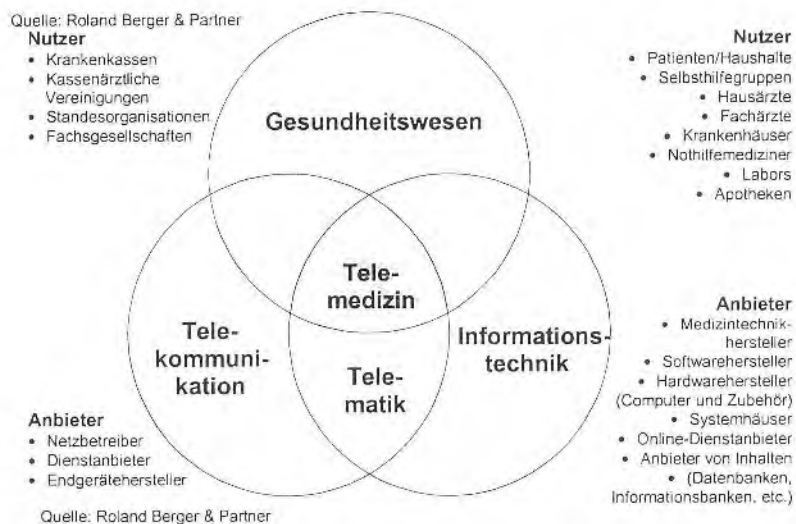 Quelle: Roland Berger & Partner
Nutzer
• Krankenkassen
• Kassenärztliche
Vereinigungen
• Standesorganisationen
• Fachsgesellschaften
Nutzer
• Patienten/Haushalte
• Selbsthilfegruppen
• Hausärzte
• Fachärzte
• Krankenhäuser
• Nothilfemediziner
• Labors
• Apotheken
Gesundheitswesen
Tele-
medizin
Tele-
kommuni-
kation
Informations-
technik
Tele-
matik
Anbieter
• Netzbetreiber
• Dienstanbieter
• Endgerätehersteller
Anbieter
• Medizintechnik-
hersteller
• Softwarehersteller
• Hardwarehersteller
(Computer und Zubehör)
• Systemhäuser
• Online-Dienstanbieter
• Anbieter von Inhalten
• (Datenbanken,
Informationsbanken, etc.)
Quelle: Roland Berger & Partner